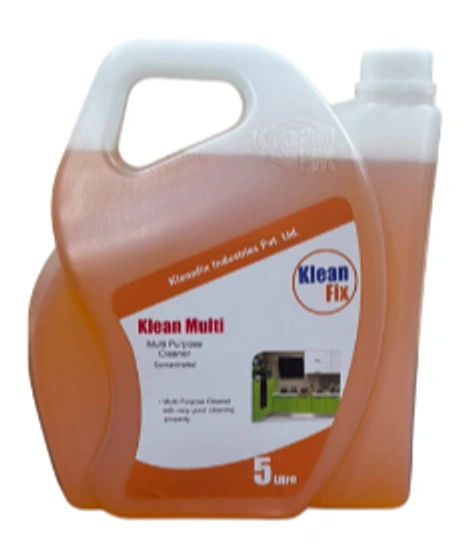 Kleanfix Industries Pvt. Ltd.
Klean
Fix
Klean Multi
Multi Purpose
Cleaner
Concentrated
- Multi Purpose Cleaner
with very good cleaning
property.
5 Litre